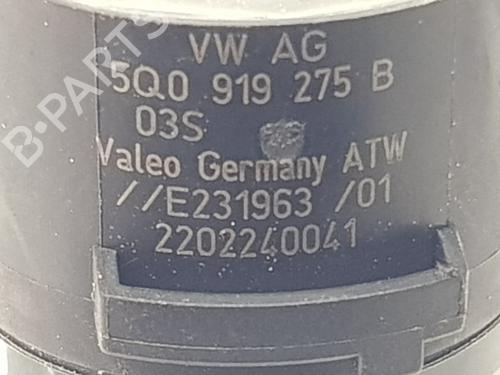 VW AG
5Q0 919 275 B
03S
Valeo Germany ATW
//E231963 /01
2202240041
B-PARTS